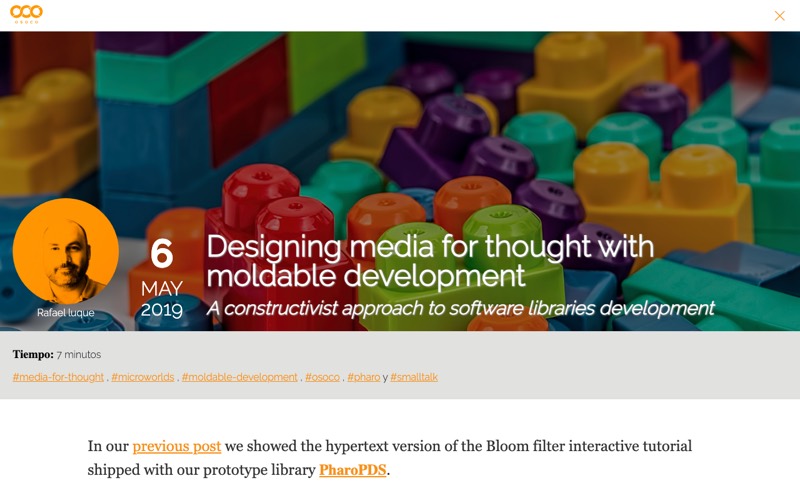 OSOCO
6
MAY
2019
Designing media for thought with
moldable development
A constructivist approach to software libraries development
Rafael luque
Tiempo: 7 minutos
#media-for-thought , #microworlds , #moldable-development , #osoco , #pharo y #smalltalk
In our previous post we showed the hypertext version of the Bloom filter interactive tutorial
shipped with our prototype library PharoPDS.